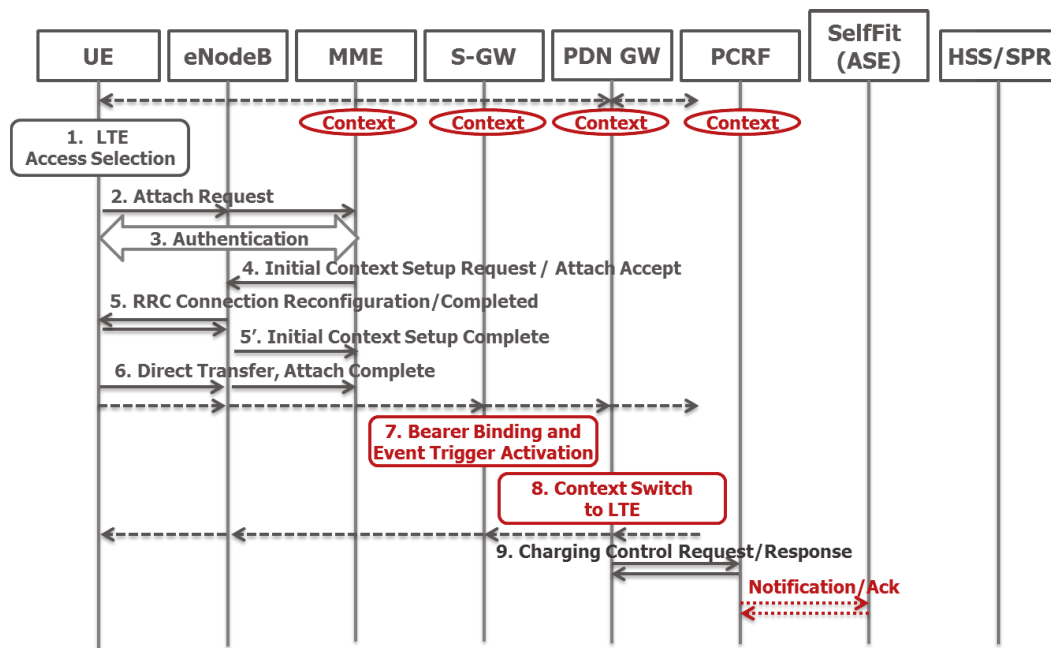 UE
eNodeB
MME
S-GW
PDN GW
PCRF
SelfFit
(ASE)
HSS/SPR
Context
Context
Context
Context
1. LTE
Access Selection
2. Attach Request
3. Authentication
4. Initial Context Setup Request / Attach Accept
5. RRC Connection Reconfiguration/Completed
5’. Initial Context Setup Complete
6. Direct Transfer, Attach Complete
7. Bearer Binding and
Event Trigger Activation
8. Context Switch
to LTE
9. Charging Control Request/Response
Notification/Ack